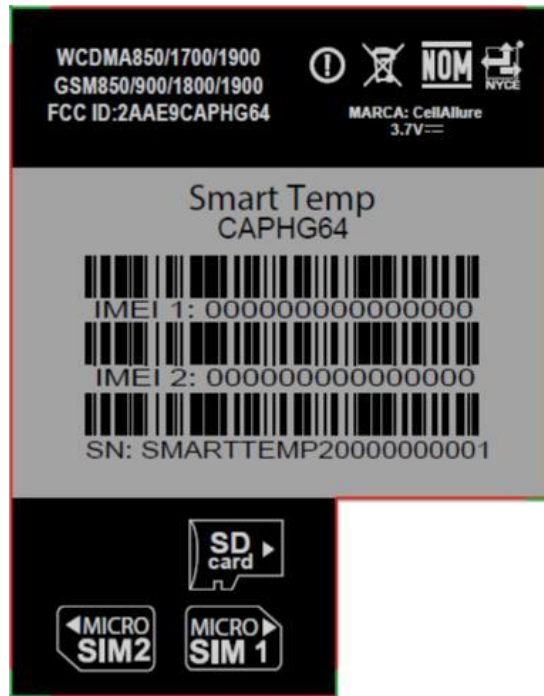 WCDMA850/1700/1900
GSM850/900/1800/1900
FCC ID:2AAE9CAPHG64
NOM
NYCE
MARCA: CellAllure
3.7V⎓
Smart Temp
CAPHG64
IMEI 1: 000000000000000
IMEI 2: 000000000000000
SN: SMARTTEMP20000000001
SD
card
MICRO
SIM2
MICRO
SIM 1